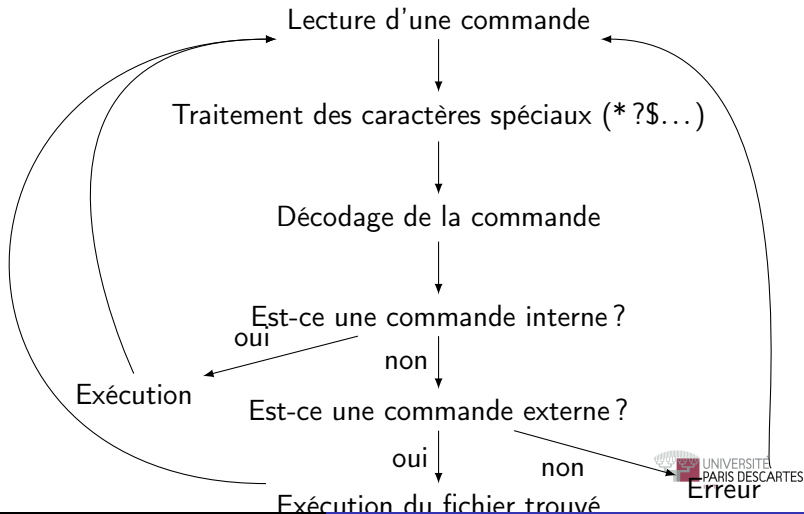 Lecture d'une commande
Traitement des caractères spéciaux (* ?$...)
Décodage de la commande
Est-ce une commande interne ?
oui
non
Exécution
Est-ce une commande externe ?
oui
non
UNIVERSITÉ
PARIS DESCARTES
Erreur
Exécution du fichier trouvé